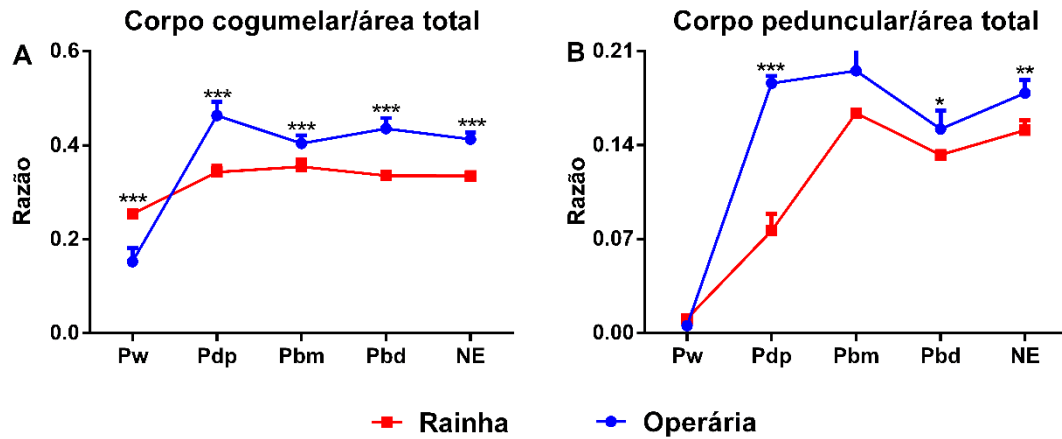 Corpo cogumelar/área total
A
Razão
0.6
0.4
0.2
0.0
***
***
***
***
***
Pw Pdp Pbm Pbd NE
Corpo peduncular/área total
B
Razão
0.21
0.14
0.07
0.00
***
*
**
Pw Pdp Pbm Pbd NE
Rainha Operária